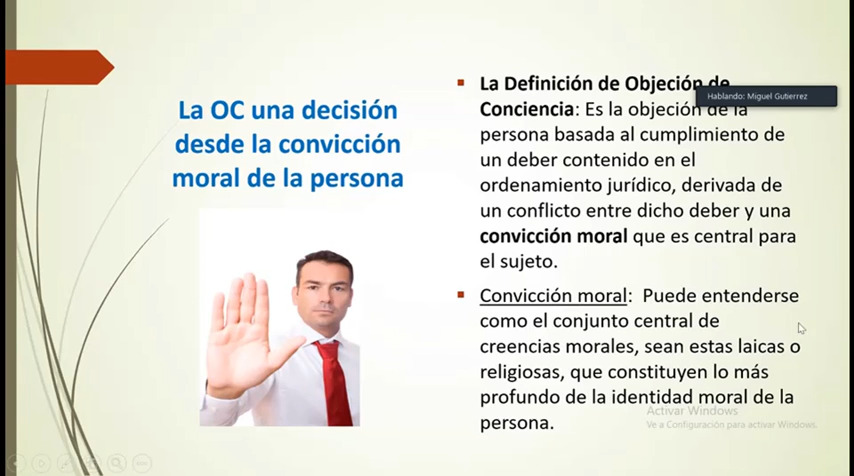 La OC una decisión
desde la convicción
moral de la persona
La Definición de Objeción de
Hablando: Miguel Gutierrez
Conciencia: Es la objeción de la
persona basada al cumplimiento de
un deber contenido en el
ordenamiento jurídico, derivada de
un conflicto entre dicho deber y una
convicción moral que es central para
el sujeto.
Convicción moral: Puede entenderse
como el conjunto central de
creencias morales, sean estas laicas o
religiosas, que constituyen lo más
profundo de la identidad moral de la
persona.
Activar Windows
Ve a Configuración para activar Windows.